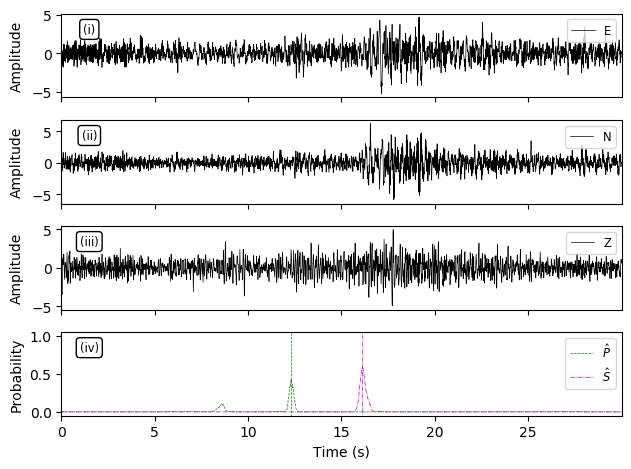 5
0
−5
Amplitude
(i)
E
5
0
−5
Amplitude
(ii)
N
5
0
−5
Amplitude
(iii)
Z
1.0
0.5
0.0
Probability
(iv)
P̂
Ŝ
0 5 10 15 20 25
Time (s)